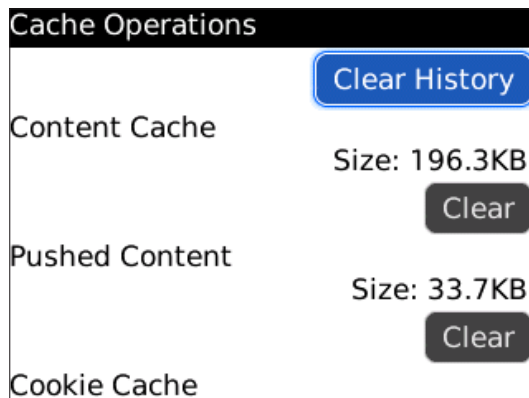 Cache Operations
Clear History
Content Cache
Size: 196.3KB
Clear
Pushed Content
Size: 33.7KB
Clear
Cookie Cache